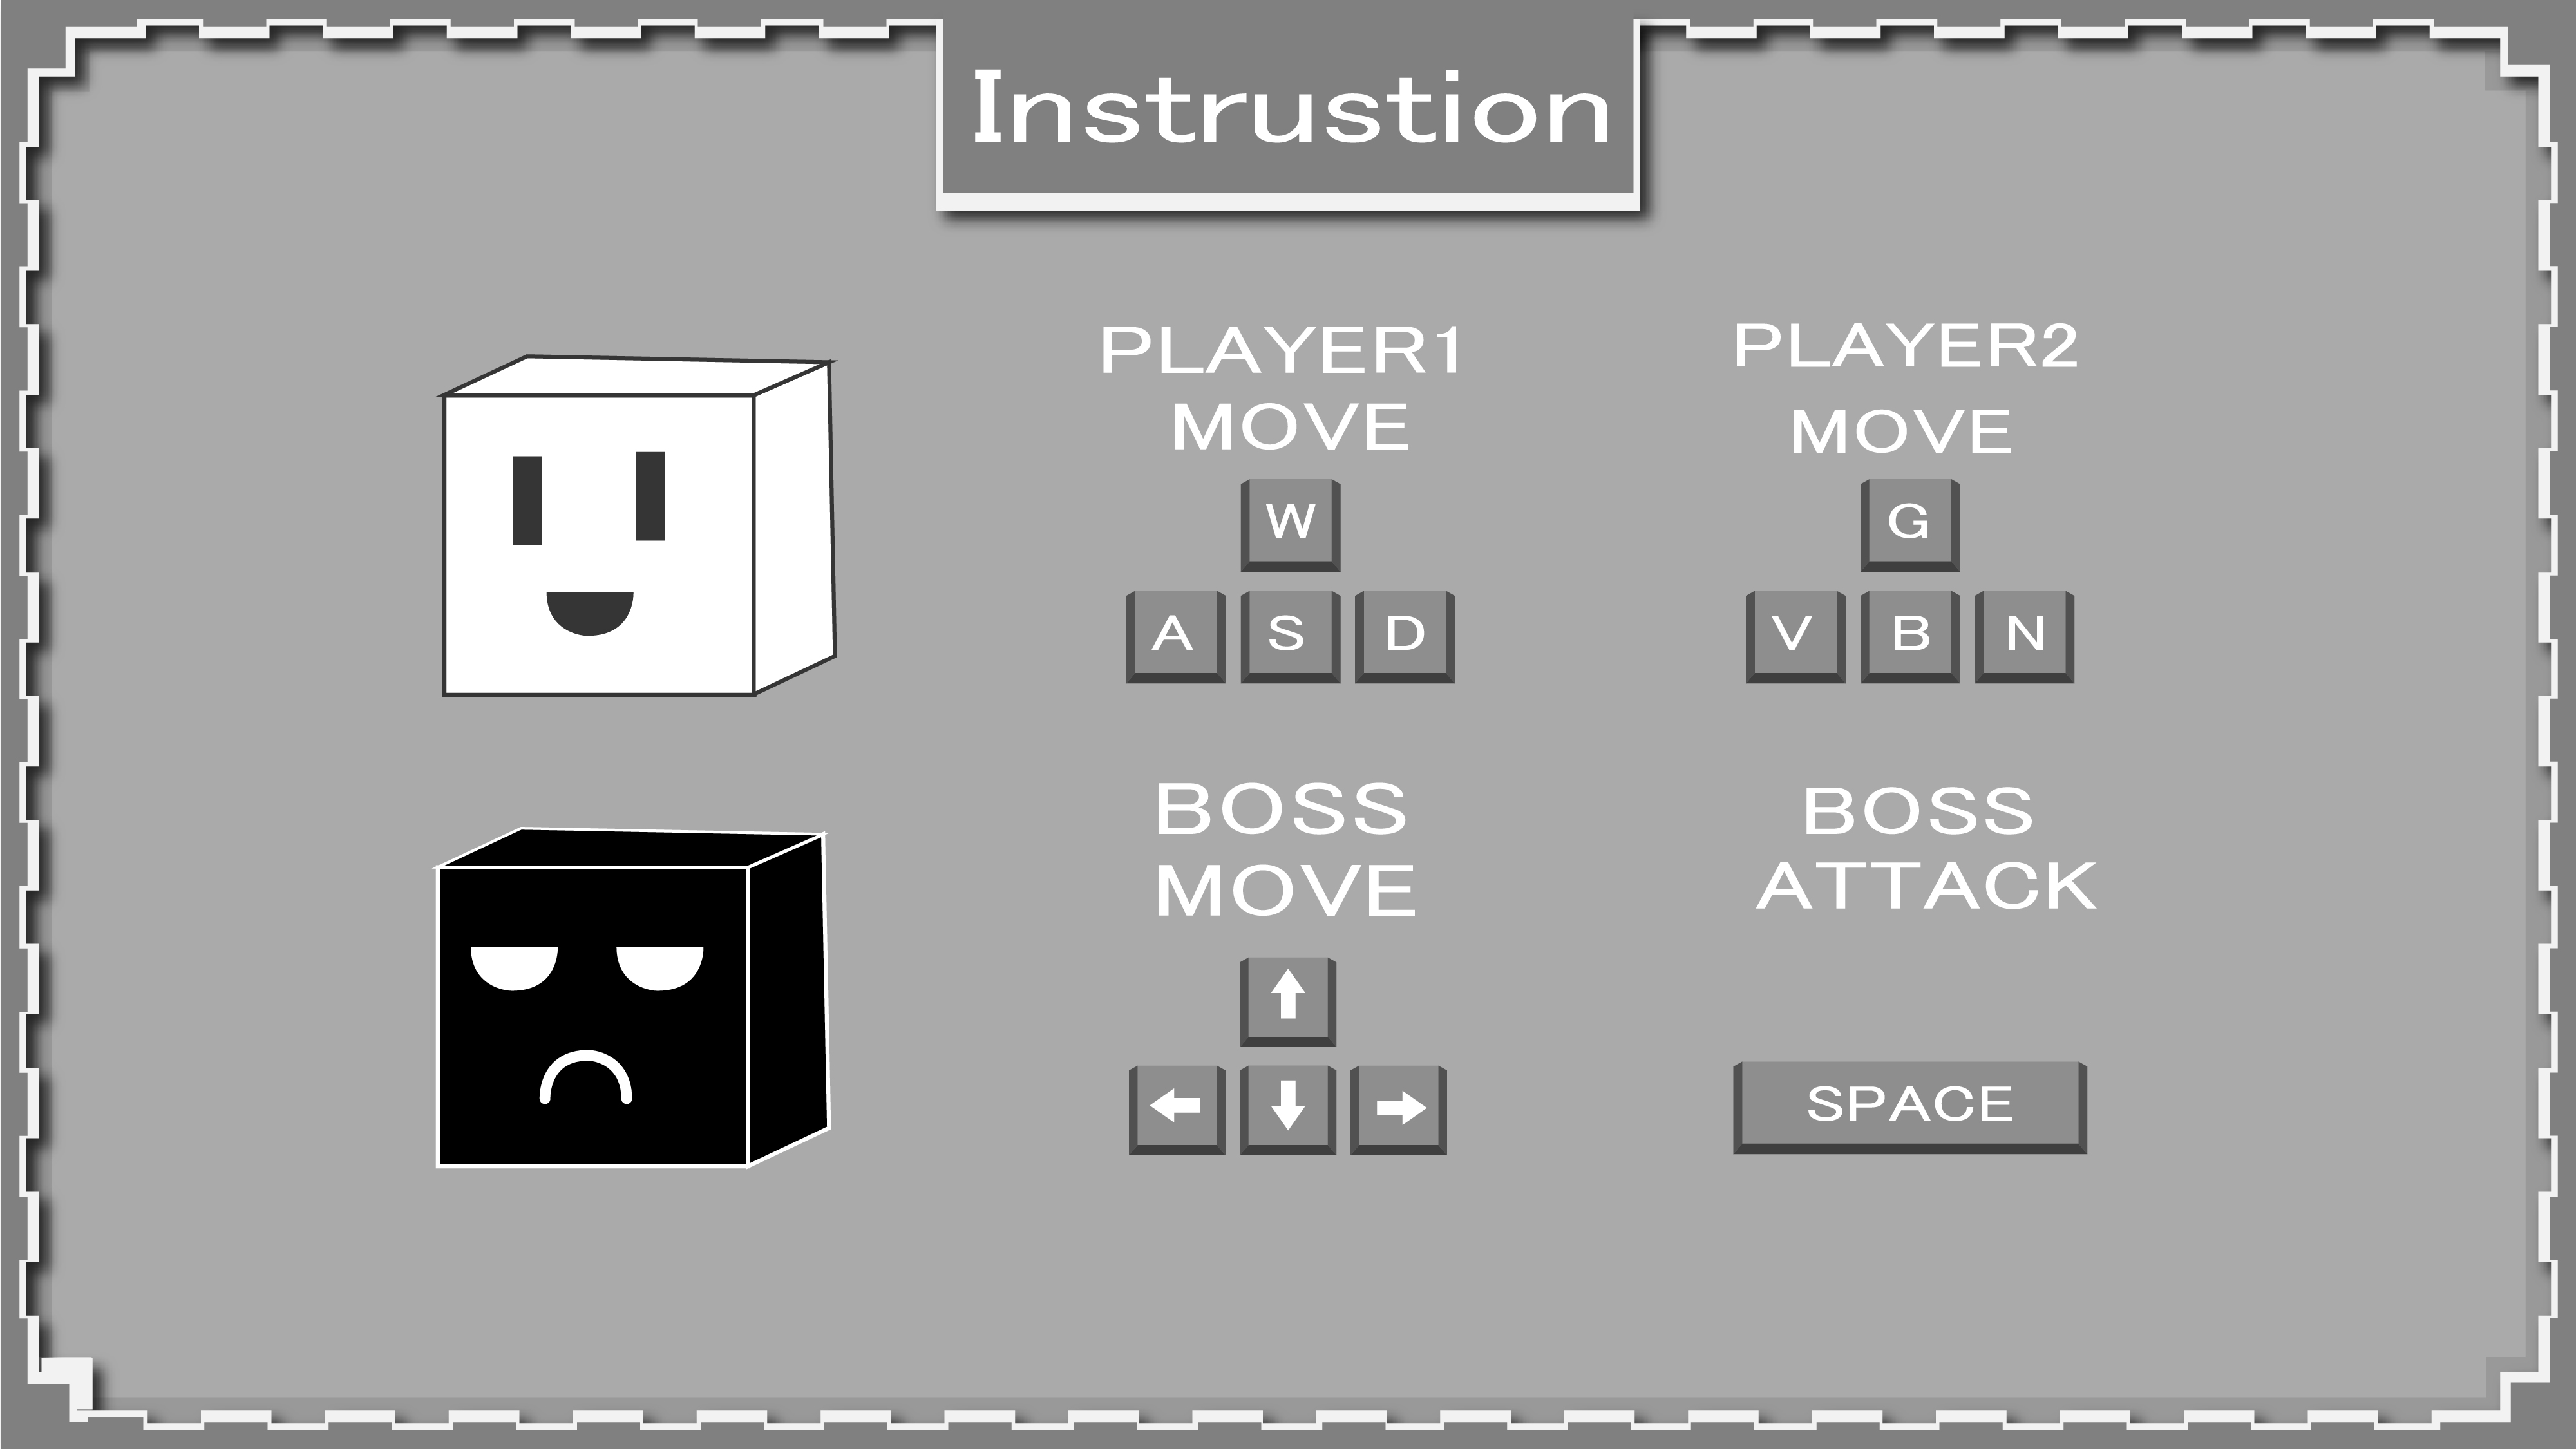 Instrustion
PLAYER1
MOVE
W
A S D
PLAYER2
MOVE
G
V B N
BOSS
MOVE
BOSS
ATTACK
SPACE